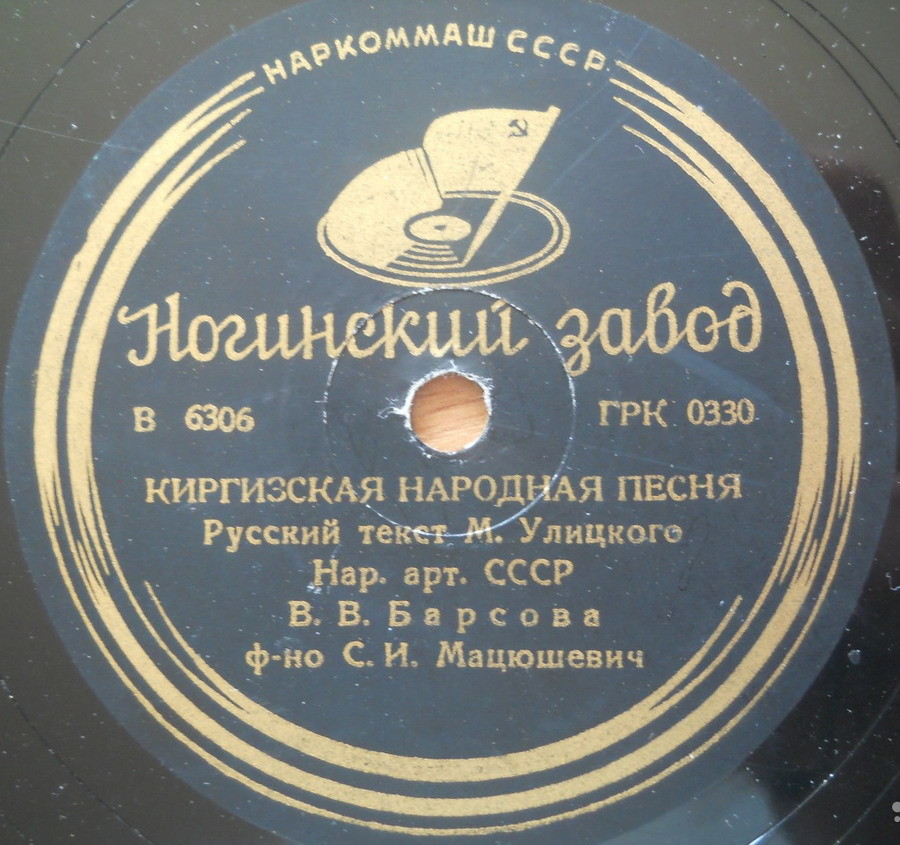 НАРКОММАШ СССР
Ногинский завод
В 6306 ГРК 0330
КИРГИЗСКАЯ НАРОДНАЯ ПЕСНЯ
Русский текст М. Улицкого
Нар. арт. СССР
В. В. Барсова
ф-но С. И. Мацюшевич